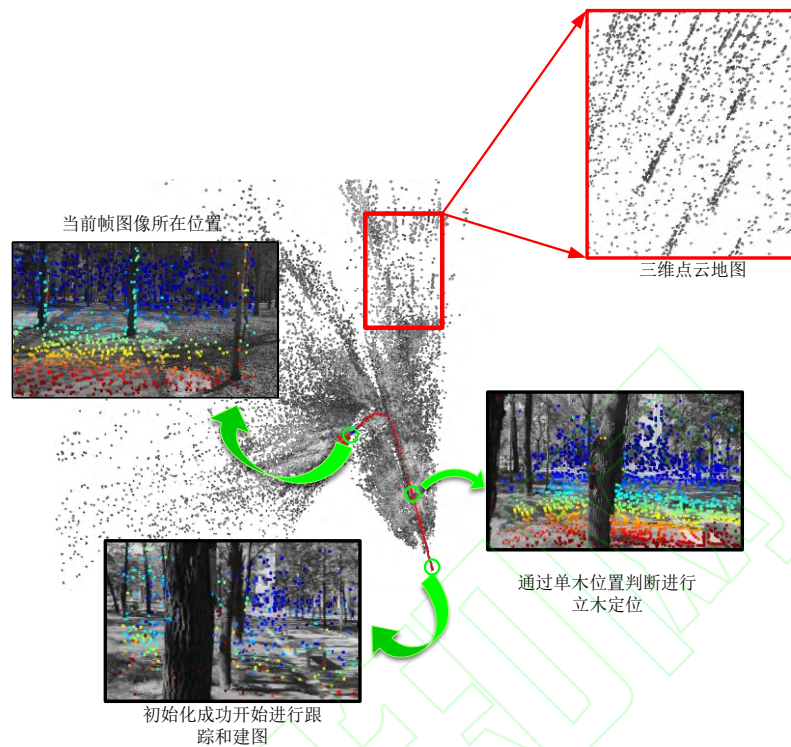 三维点云地图
当前帧图像所在位置
通过单木位置判断进行
立木定位
初始化成功开始进行跟
踪和建图